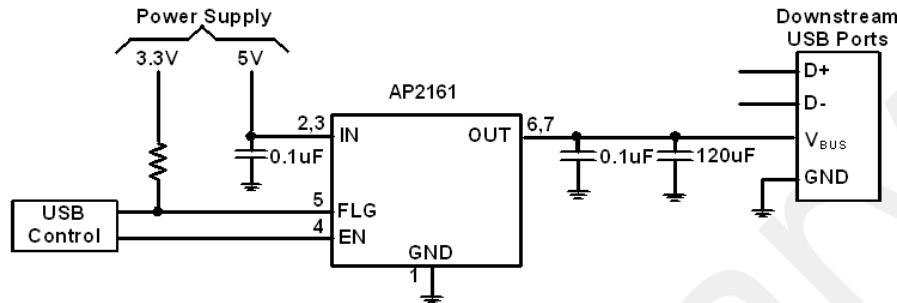 Power Supply
3.3V 5V
Downstream
USB Ports
AP2161
D+
D-
VBUS
GND
2,3
IN
OUT
6,7
0.1uF
0.1uF
120uF
5
FLG
4
EN
GND
1
USB
Control